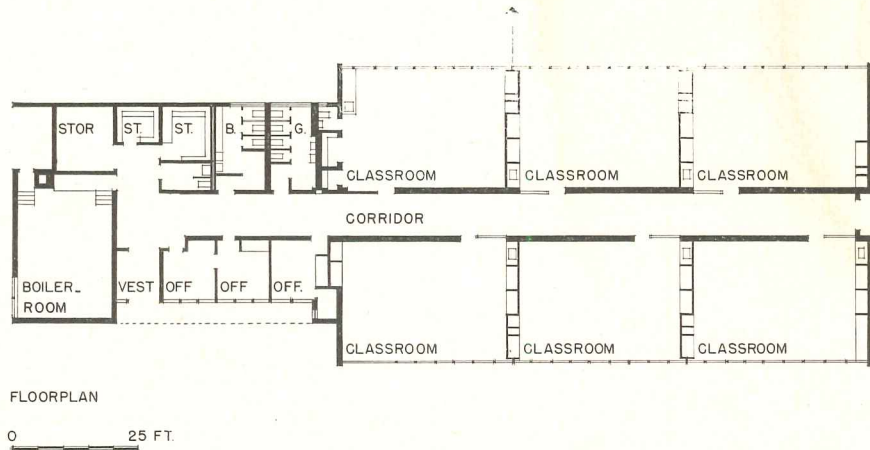 STOR
ST.
ST.
B.
G.
CLASSROOM
CLASSROOM
CLASSROOM
CORRIDOR
BOILER_
ROOM
VEST
OFF
OFF
OFF.
CLASSROOM
CLASSROOM
CLASSROOM
FLOORPLAN
0 25 FT.